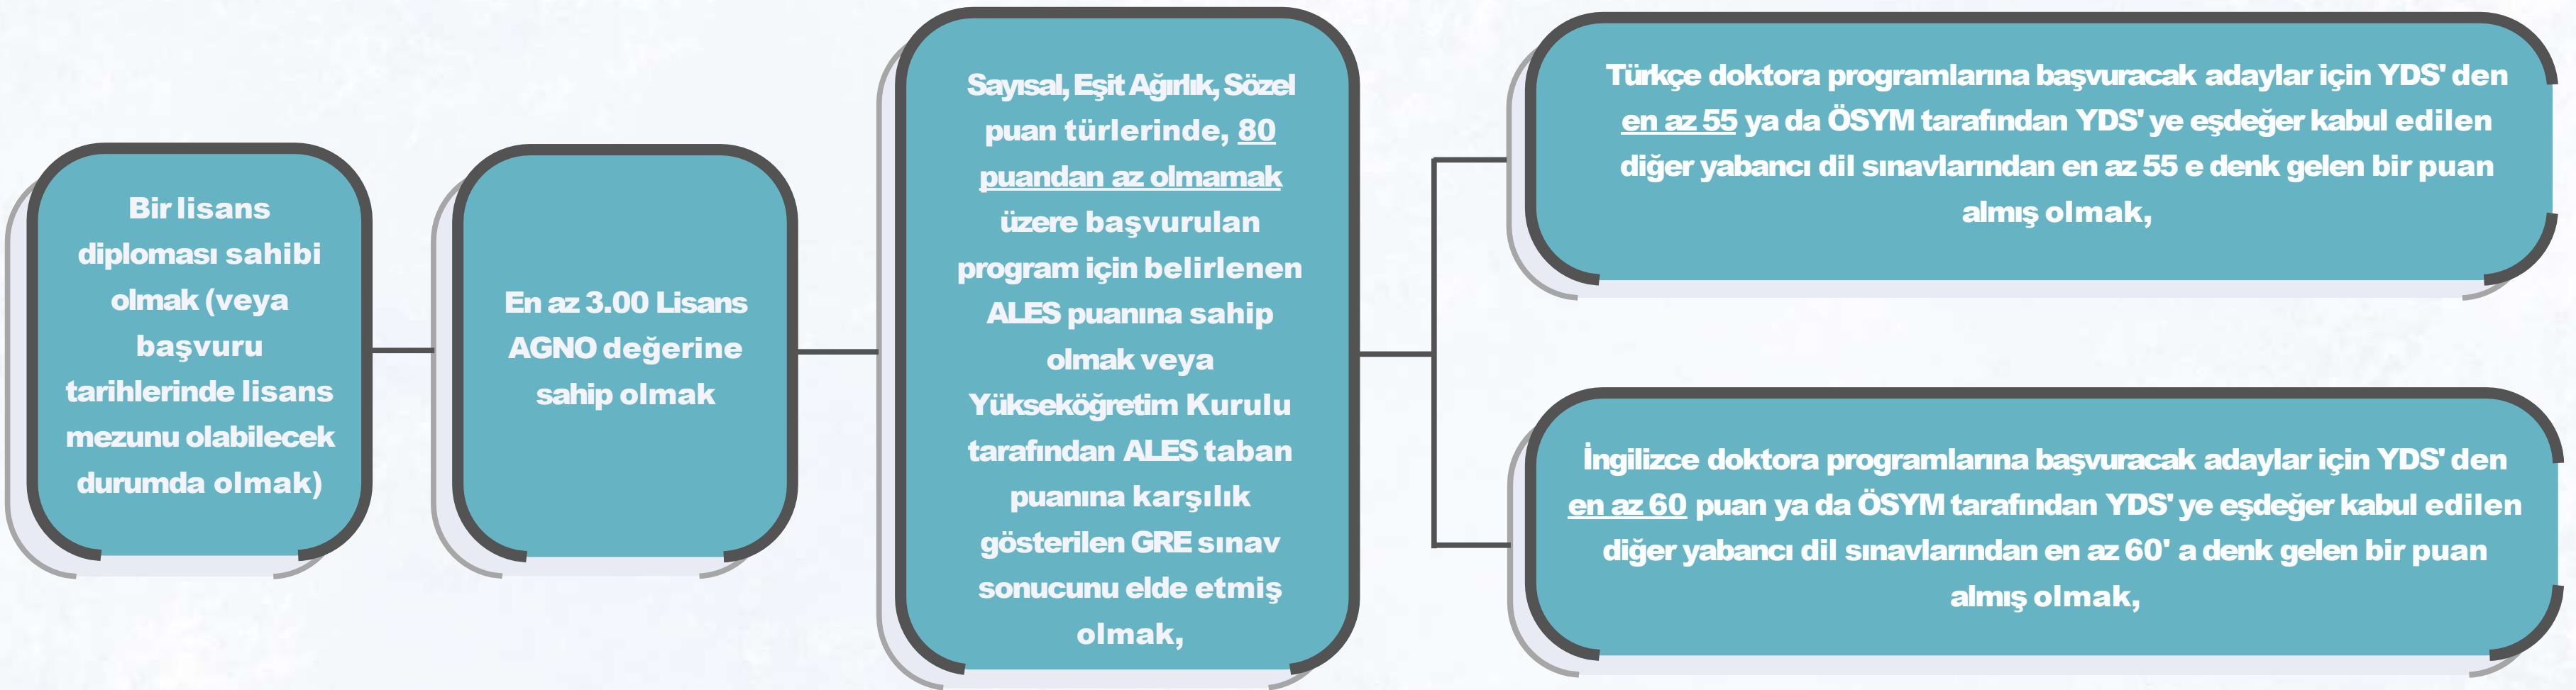 Bir lisans
diploması sahibi
olmak (veya
başvuru
tarihlerinde lisans
mezunu olabilecek
durumda olmak)
En az 3.00 Lisans
AGNO değerine
sahip olmak
Sayısal, Eşit Ağırlık, Sözel
puan türlerinde, 80
puandan az olmamak
üzere başvurulan
program için belirlenen
ALES puanına sahip
olmak veya
Yükseköğretim Kurulu
tarafından ALES taban
puanına karşılık
gösterilen GRE sınav
sonucunu elde etmiş
olmak,
Türkçe doktora programlarına başvuracak adaylar için YDS' den
en az 55 ya da ÖSYM tarafından YDS' ye eşdeğer kabul edilen
diğer yabancı dil sınavlarından en az 55 e denk gelen bir puan
almış olmak,
İngilizce doktora programlarına başvuracak adaylar için YDS' den
en az 60 puan ya da ÖSYM tarafından YDS' ye eşdeğer kabul edilen
diğer yabancı dil sınavlarından en az 60' a denk gelen bir puan
almış olmak,